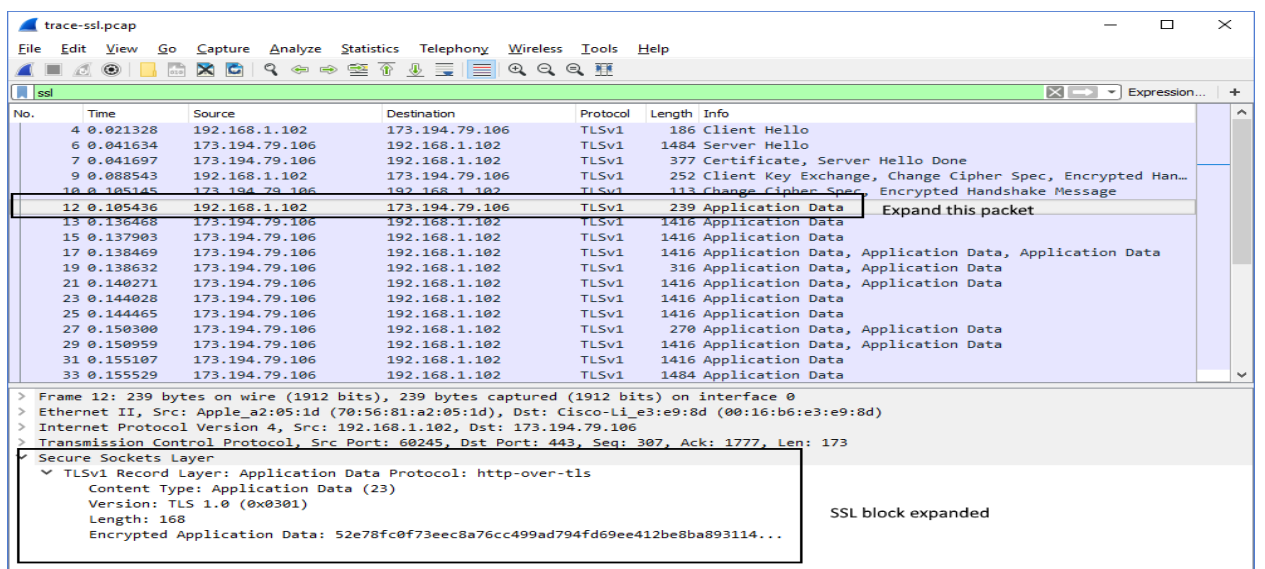 trace-ssl.pcap
File Edit View Go Capture Analyze Statistics Telephony Wireless Tools Help
ssl Expression... +
No. Time Source Destination Protocol Length Info
4 0.021328 192.168.1.102 173.194.79.106 TLSv1 186 Client Hello
6 0.041634 173.194.79.106 192.168.1.102 TLSv1 1484 Server Hello
7 0.041697 173.194.79.106 192.168.1.102 TLSv1 377 Certificate, Server Hello Done
9 0.088543 192.168.1.102 173.194.79.106 TLSv1 252 Client Key Exchange, Change Cipher Spec, Encrypted Han…
10 0.105145 173.194.79.106 192.168.1.102 TLSv1 113 Change Cipher Spec, Encrypted Handshake Message
12 0.105436 192.168.1.102 173.194.79.106 TLSv1 239 Application Data Expand this packet
13 0.136468 173.194.79.106 192.168.1.102 TLSv1 1416 Application Data
15 0.137903 173.194.79.106 192.168.1.102 TLSv1 1416 Application Data
17 0.138469 173.194.79.106 192.168.1.102 TLSv1 1416 Application Data, Application Data, Application Data
19 0.138632 173.194.79.106 192.168.1.102 TLSv1 316 Application Data, Application Data
21 0.140271 173.194.79.106 192.168.1.102 TLSv1 1416 Application Data, Application Data
23 0.144028 173.194.79.106 192.168.1.102 TLSv1 1416 Application Data
25 0.144465 173.194.79.106 192.168.1.102 TLSv1 1416 Application Data
27 0.150300 173.194.79.106 192.168.1.102 TLSv1 270 Application Data, Application Data
29 0.150959 173.194.79.106 192.168.1.102 TLSv1 1416 Application Data, Application Data
31 0.155107 173.194.79.106 192.168.1.102 TLSv1 1416 Application Data
33 0.155529 173.194.79.106 192.168.1.102 TLSv1 1484 Application Data
Frame 12: 239 bytes on wire (1912 bits), 239 bytes captured (1912 bits) on interface 0
Ethernet II, Src: Apple_a2:05:1d (70:56:81:a2:05:1d), Dst: Cisco-Li_e3:e9:8d (00:16:b6:e3:e9:8d)
Internet Protocol Version 4, Src: 192.168.1.102, Dst: 173.194.79.106
Transmission Control Protocol, Src Port: 60245, Dst Port: 443, Seq: 307, Ack: 1777, Len: 173
Secure Sockets Layer
TLSv1 Record Layer: Application Data Protocol: http-over-tls
Content Type: Application Data (23)
Version: TLS 1.0 (0x0301)
Length: 168
Encrypted Application Data: 52e78fc0f73eec8a76cc499ad794fd69ee412be8ba893114...
SSL block expanded